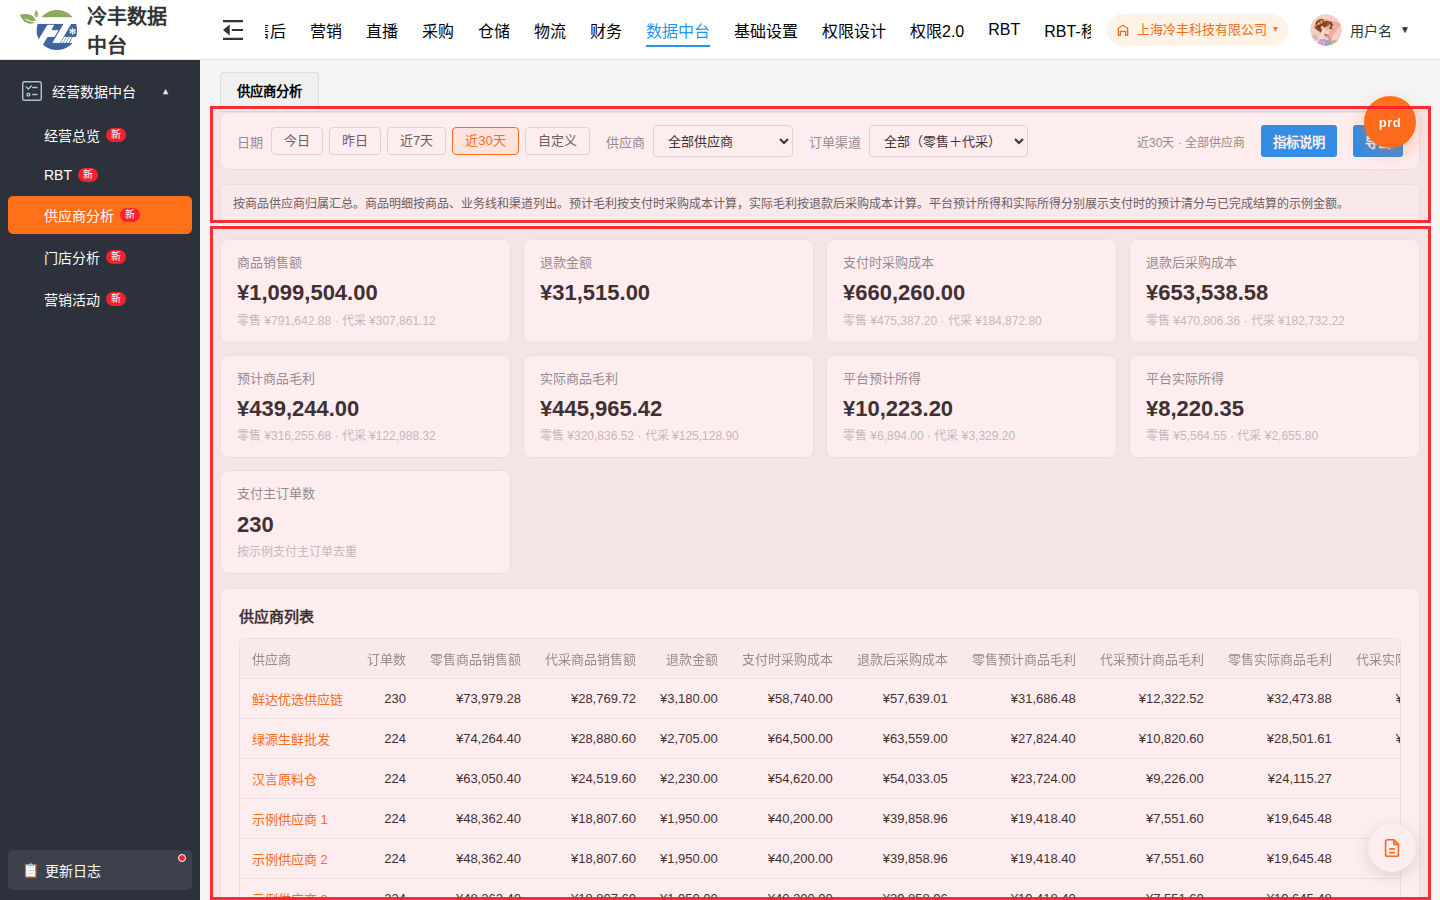 冷丰数据
中台
售后 营销 直播 采购 仓储 物流 财务 数据中台 基础设置 权限设计 权限2.0 RBT RBT-移
上海冷丰科技有限公司 ▾
用户名 ▼
经营数据中台 ▲
经营总览 新
RBT 新
供应商分析 新
门店分析 新
营销活动 新
更新日志
供应商分析
日期 今日 昨日 近7天 近30天 自定义 供应商 全部供应商 订单渠道 全部（零售＋代采） 近30天 · 全部供应商 指标说明
prd
按商品供应商归属汇总。商品明细按商品、业务线和渠道列出。预计毛利按支付时采购成本计算，实际毛利按退款后采购成本计算。平台预计所得和实际所得分别展示支付时的预计清分与已完成结算的示例金额。
商品销售额
¥1,099,504.00
零售 ¥791,642.88 · 代采 ¥307,861.12
退款金额
¥31,515.00
支付时采购成本
¥660,260.00
零售 ¥475,387.20 · 代采 ¥184,872.80
退款后采购成本
¥653,538.58
零售 ¥470,806.36 · 代采 ¥182,732.22
预计商品毛利
¥439,244.00
零售 ¥316,255.68 · 代采 ¥122,988.32
实际商品毛利
¥445,965.42
零售 ¥320,836.52 · 代采 ¥125,128.90
平台预计所得
¥10,223.20
零售 ¥6,894.00 · 代采 ¥3,329.20
平台实际所得
¥8,220.35
零售 ¥5,564.55 · 代采 ¥2,655.80
支付主订单数
230
按示例支付主订单去重
供应商列表
供应商 订单数 零售商品销售额 代采商品销售额 退款金额 支付时采购成本 退款后采购成本 零售预计商品毛利 代采预计商品毛利 零售实际商品毛利 代采实际
鲜达优选供应链 230 ¥73,979.28 ¥28,769.72 ¥3,180.00 ¥58,740.00 ¥57,639.01 ¥31,686.48 ¥12,322.52 ¥32,473.88
绿源生鲜批发 224 ¥74,264.40 ¥28,880.60 ¥2,705.00 ¥64,500.00 ¥63,559.00 ¥27,824.40 ¥10,820.60 ¥28,501.61
汉言原料仓 224 ¥63,050.40 ¥24,519.60 ¥2,230.00 ¥54,620.00 ¥54,033.05 ¥23,724.00 ¥9,226.00 ¥24,115.27
示例供应商 1 224 ¥48,362.40 ¥18,807.60 ¥1,950.00 ¥40,200.00 ¥39,858.96 ¥19,418.40 ¥7,551.60 ¥19,645.48
示例供应商 2 224 ¥48,362.40 ¥18,807.60 ¥1,950.00 ¥40,200.00 ¥39,858.96 ¥19,418.40 ¥7,551.60 ¥19,645.48